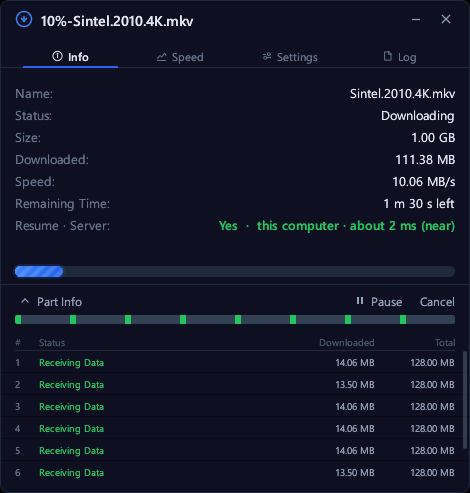 10%-Sintel.2010.4K.mkv
Info Speed Settings Log
Name: Sintel.2010.4K.mkv
Status: Downloading
Size: 1.00 GB
Downloaded: 111.38 MB
Speed: 10.06 MB/s
Remaining Time: 1 m 30 s left
Resume · Server: Yes · this computer · about 2 ms (near)
Part Info Pause Cancel
# Status Downloaded Total
1 Receiving Data 14.06 MB 128.00 MB
2 Receiving Data 13.50 MB 128.00 MB
3 Receiving Data 14.06 MB 128.00 MB
4 Receiving Data 14.06 MB 128.00 MB
5 Receiving Data 14.06 MB 128.00 MB
6 Receiving Data 13.50 MB 128.00 MB